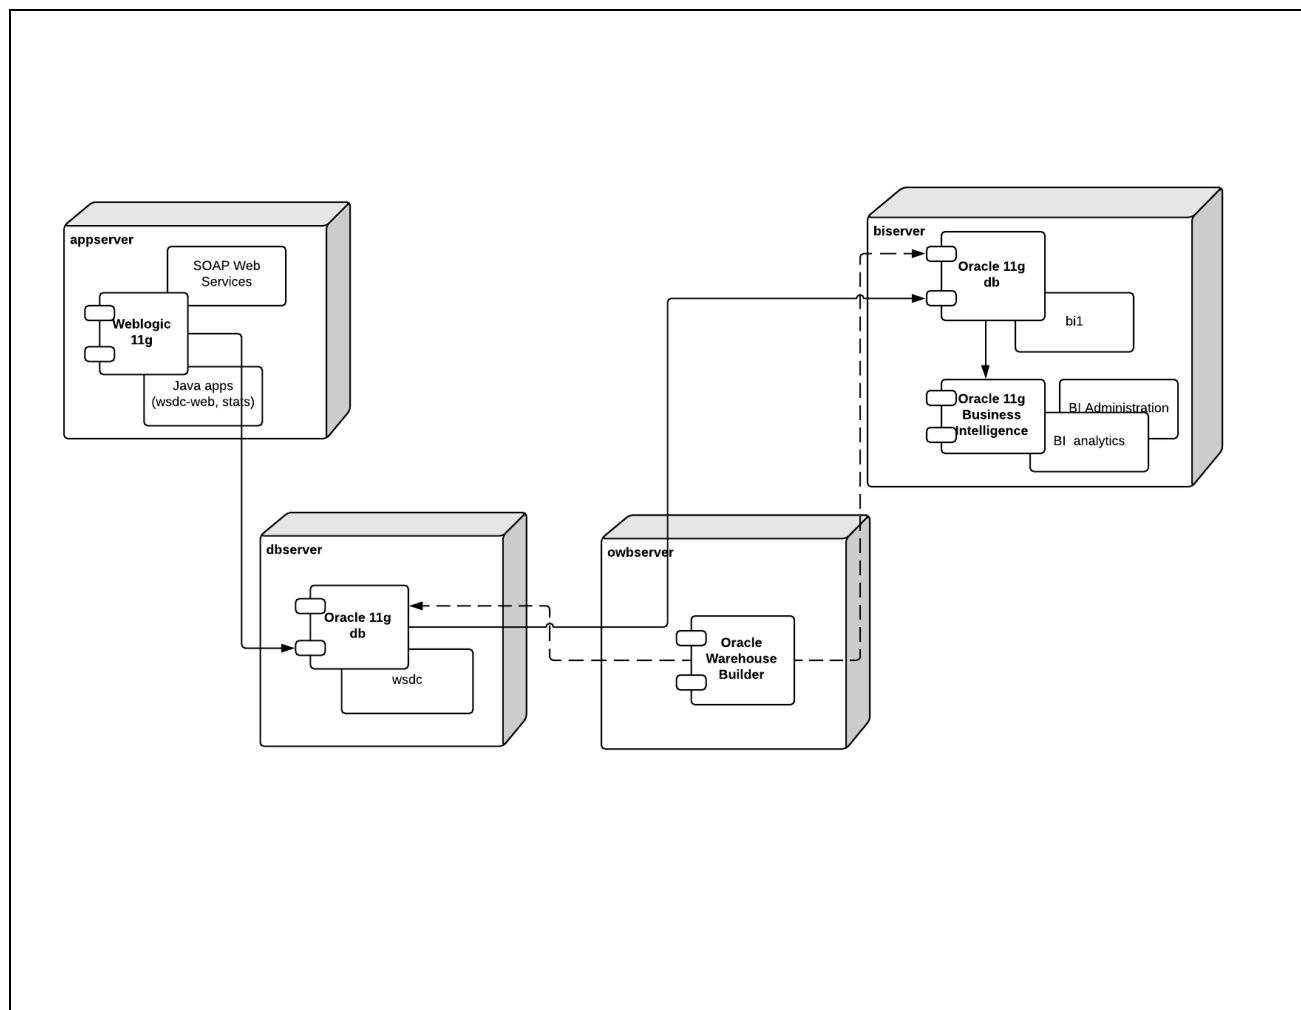 appserver
SOAP Web
Services
Weblogic
11g
Java apps
(wsdc-web, stats)
biserver
Oracle 11g
db
bi1
Oracle 11g
Business
Intelligence
BI Administration
BI analytics
dbserver
Oracle 11g
db
wsdc
owbserver
Oracle
Warehouse
Builder